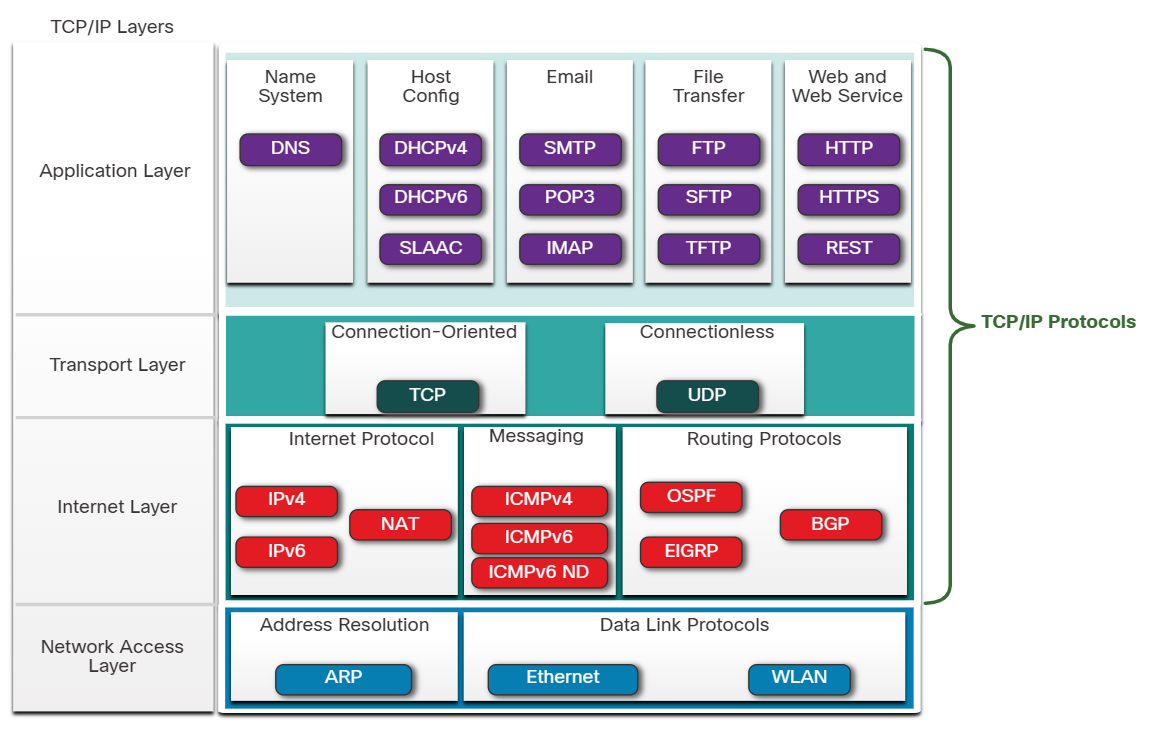 TCP/IP Layers
Application Layer
Name
System
DNS
Host
Config
DHCPv4
DHCPv6
SLAAC
Email
SMTP
POP3
IMAP
File
Transfer
FTP
SFTP
TFTP
Web and
Web Service
HTTP
HTTPS
REST
TCP/IP Protocols
Transport Layer
Connection-Oriented
TCP
Connectionless
UDP
Internet Layer
Internet Protocol
IPv4
NAT
IPv6
Messaging
ICMPv4
ICMPv6
ICMPv6 ND
Routing Protocols
OSPF
BGP
EIGRP
Network Access
Layer
Address Resolution
ARP
Data Link Protocols
Ethernet
WLAN